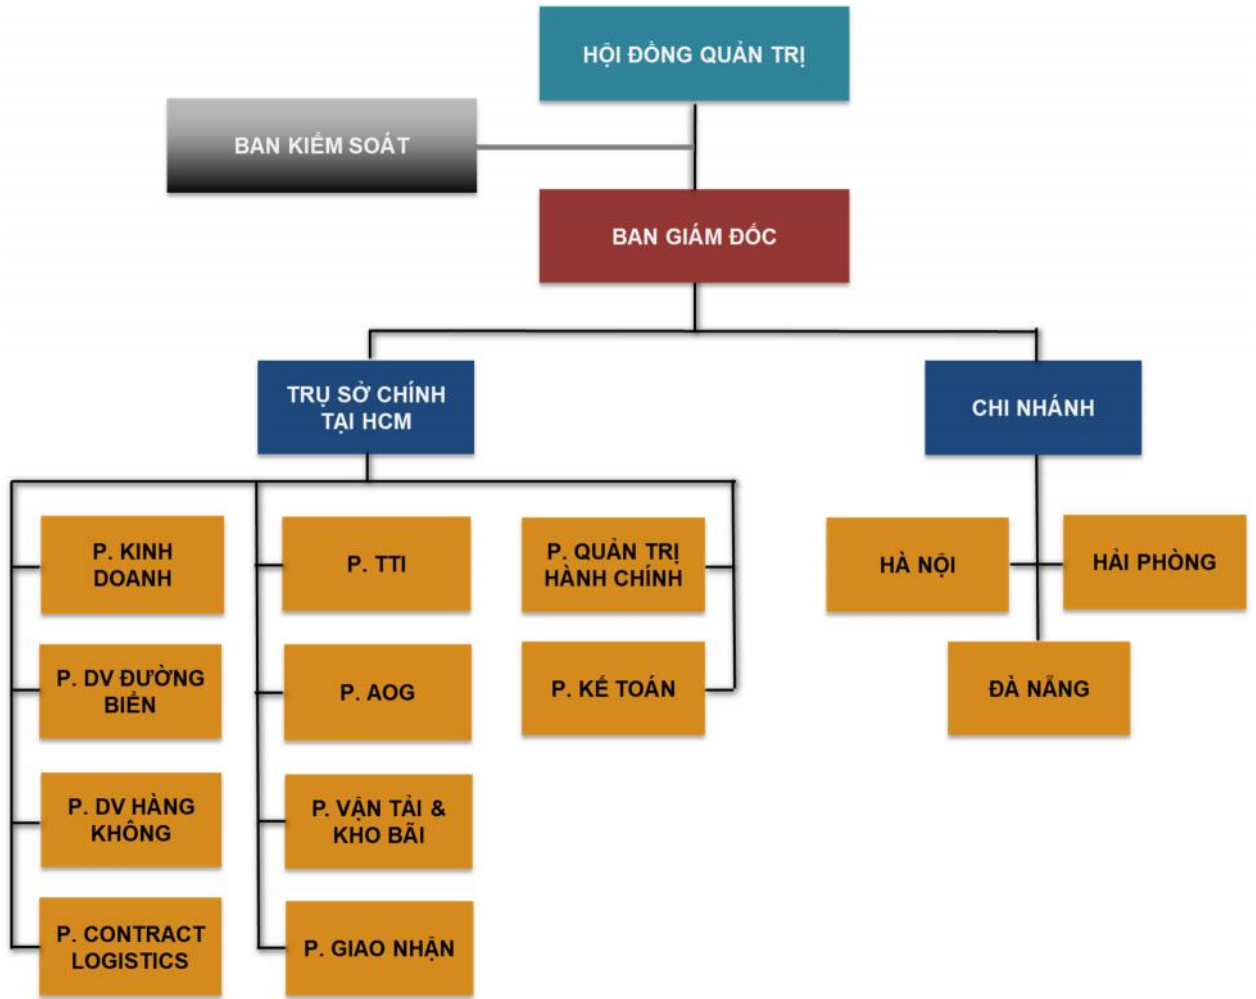 HỘI ĐỒNG QUẢN TRỊ
BAN KIỂM SOÁT
BAN GIÁM ĐỐC
TRỤ SỞ CHÍNH
TẠI HCM
CHI NHÁNH
P. KINH
DOANH
P. TTI
P. QUẢN TRỊ
HÀNH CHÍNH
HÀ NỘI
HẢI PHÒNG
P. DV ĐƯỜNG
BIỂN
P. AOG
P. KẾ TOÁN
ĐÀ NẴNG
P. DV HÀNG
KHÔNG
P. VẬN TẢI &
KHO BÃI
P. CONTRACT
LOGISTICS
P. GIAO NHẬN